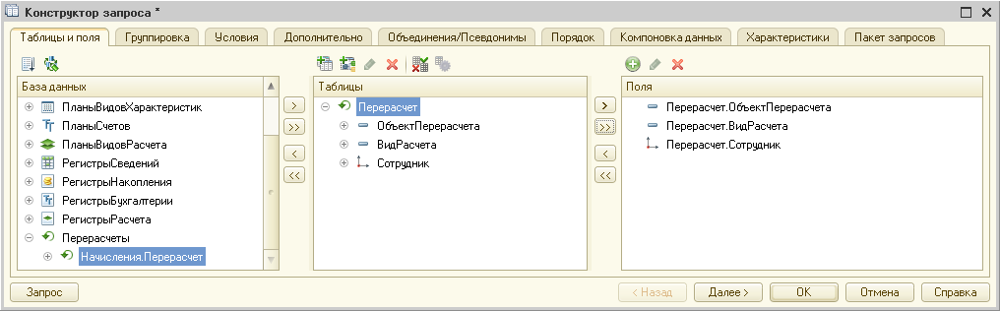 Конструктор запроса *
Таблицы и поля
Группировка
Условия
Дополнительно
Объединения/Псевдонимы
Порядок
Компоновка данных
Характеристики
Пакет запросов
База данных
ПланыВидовХарактеристик
ПланыСчетов
ПланыВидовРасчета
РегистрыСведений
РегистрыНакопления
РегистрыБухгалтерии
РегистрыРасчета
Перерасчеты
Начисления.Перерасчет
Таблицы
Перерасчет
ОбъектПерерасчета
ВидРасчета
Сотрудник
Поля
Перерасчет.ОбъектПерерасчета
Перерасчет.ВидРасчета
Перерасчет.Сотрудник
Запрос
< Назад
Далее >
OK
Отмена
Справка